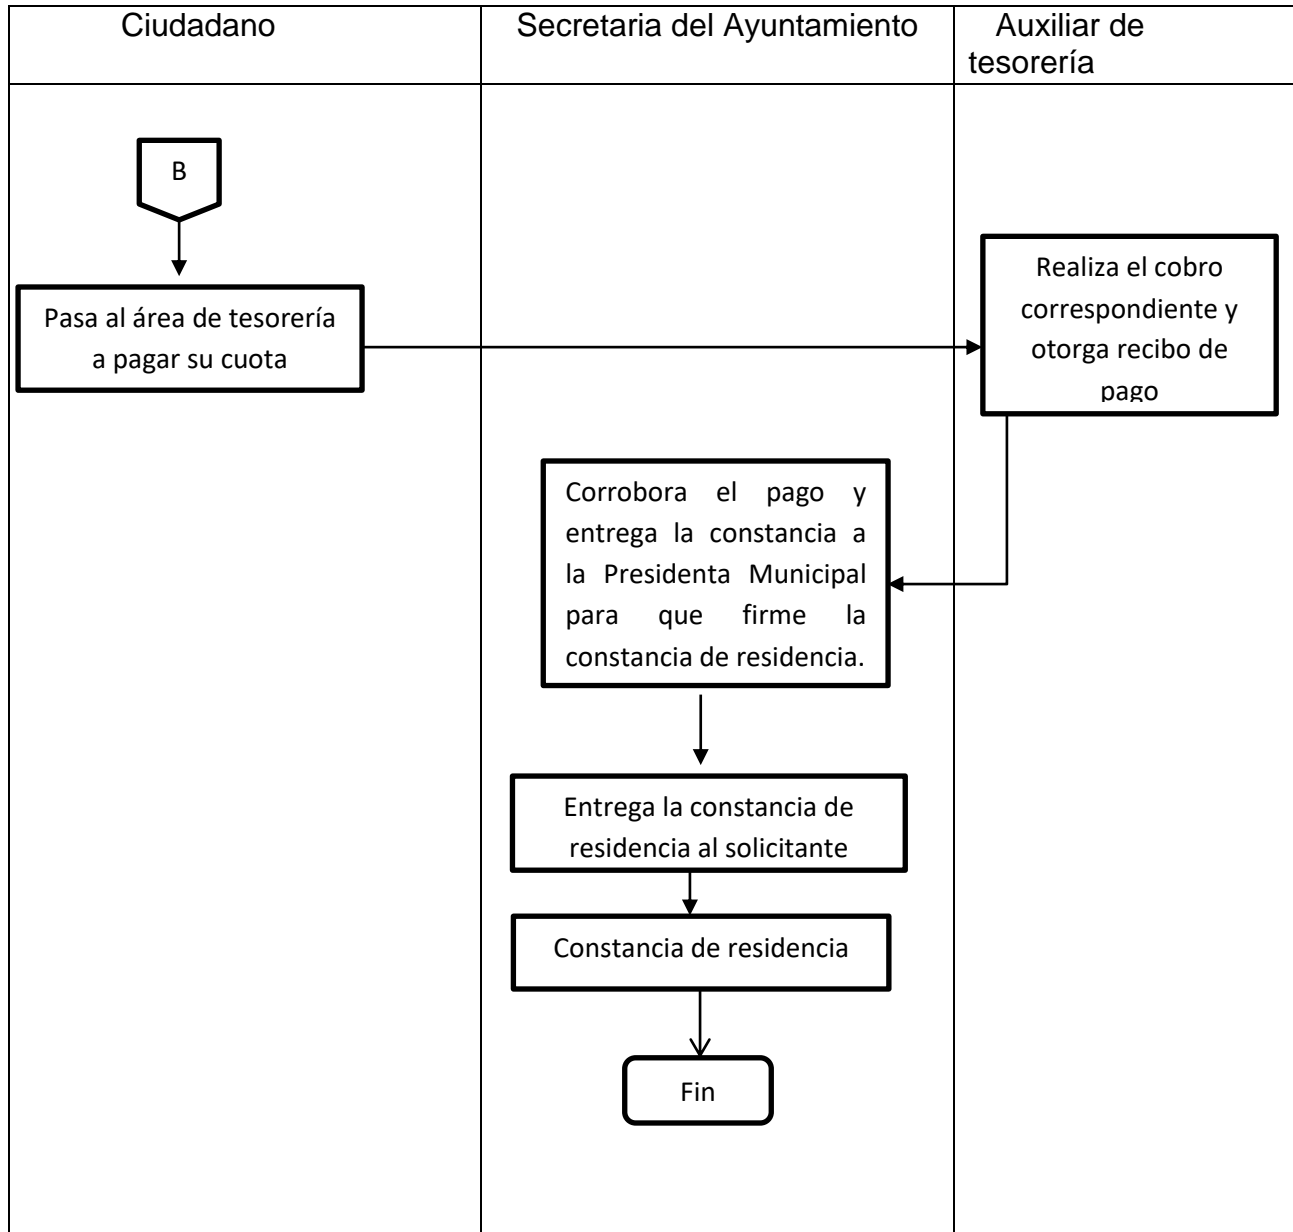 Ciudadano
Secretaria del Ayuntamiento
Auxiliar de
tesorería
B
Pasa al área de tesorería
a pagar su cuota
Realiza el cobro
correspondiente y
otorga recibo de
pago
Corrobora el pago y
entrega la constancia a
la Presidenta Municipal
para que firme la
constancia de residencia.
Entrega la constancia de
residencia al solicitante
Constancia de residencia
Fin